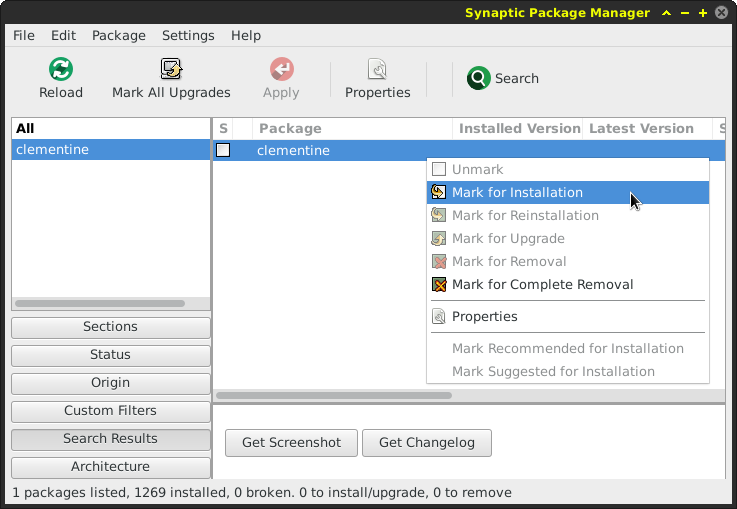 Synaptic Package Manager
File Edit Package Settings Help
Reload Mark All Upgrades Apply Properties Search
All
clementine
S Package Installed Version Latest Version S
clementine
Unmark
Mark for Installation
Mark for Reinstallation
Mark for Upgrade
Mark for Removal
Mark for Complete Removal
Properties
Mark Recommended for Installation
Mark Suggested for Installation
Sections
Status
Origin
Custom Filters
Search Results
Architecture
Get Screenshot Get Changelog
1 packages listed, 1269 installed, 0 broken. 0 to install/upgrade, 0 to remove